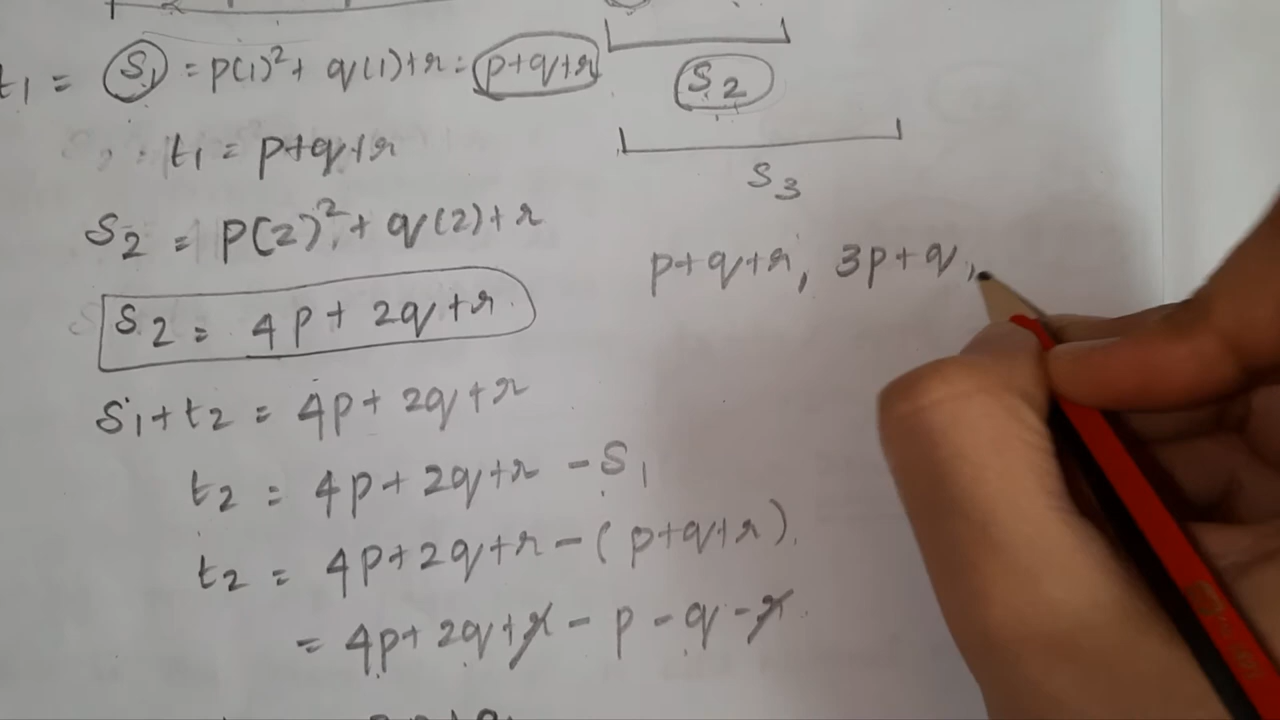 t₁ = S₁ = p(1)² + q(1)+r = p+q+r
∴ t₁ = p+q+r
S₂ = p(2)² + q(2)+r
S₂ = 4p + 2q+r
S₁+t₂ = 4p+ 2q+r
t₂ = 4p+ 2q+r - S₁
t₂ = 4p+2q+r - (p+q+r)
= 4p+ 2q+r - p - q - r
S₂
S₃
p+q+r, 3p+q,